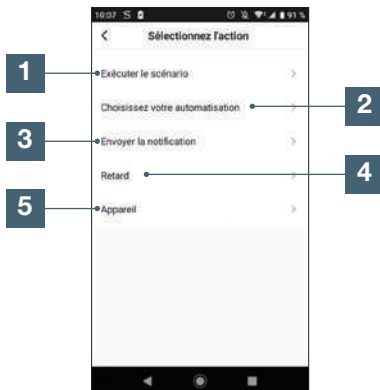 10:07 S 91 %
Sélectionnez l'action
1
Exécuter le scénario
Choisissez votre automatisation
2
3
Envoyer la notification
Retard
4
5
Appareil